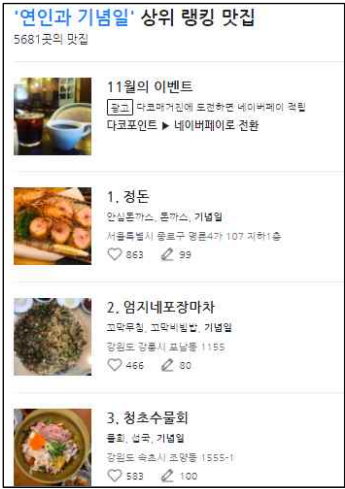 '연인과 기념일' 상위 랭킹 맛집
5681곳의 맛집
11월의 이벤트
광고 다코매거진에 도전하면 네이버페이 적립
다코포인트 ▶ 네이버페이로 전환
1. 정돈
안심돈까스, 돈까스, 기념일
서울특별시 종로구 명륜4가 107 지하1층
863 99
2. 엄지네포장마차
꼬막무침, 꼬막비빔밥, 기념일
강원도 강릉시 포남동 1155
466 80
3. 청초수물회
물회, 섭국, 기념일
강원도 속초시 조양동 1555-1
583 100